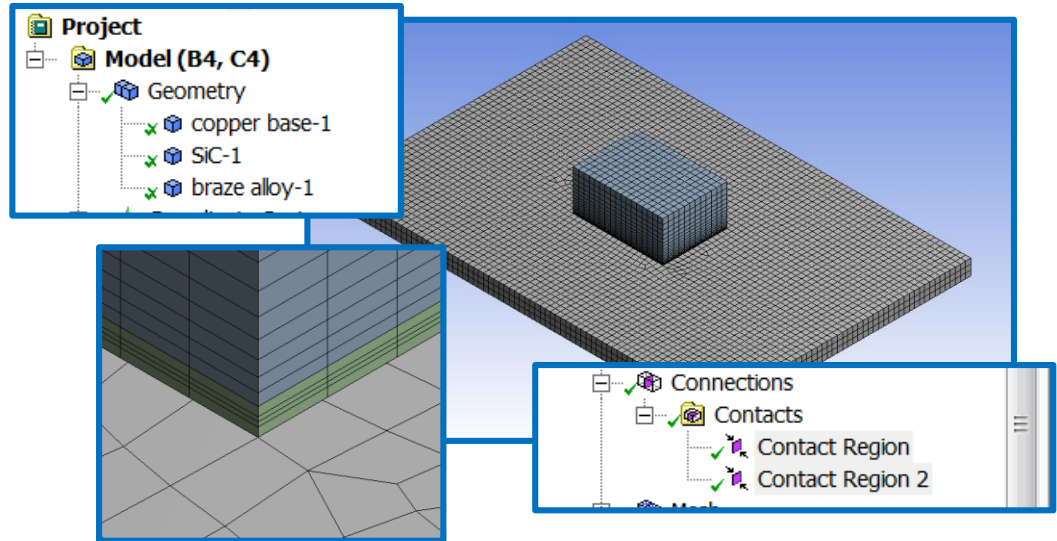 Project
Model (B4, C4)
Geometry
copper base-1
SiC-1
braze alloy-1
Connections
Contacts
Contact Region
Contact Region 2